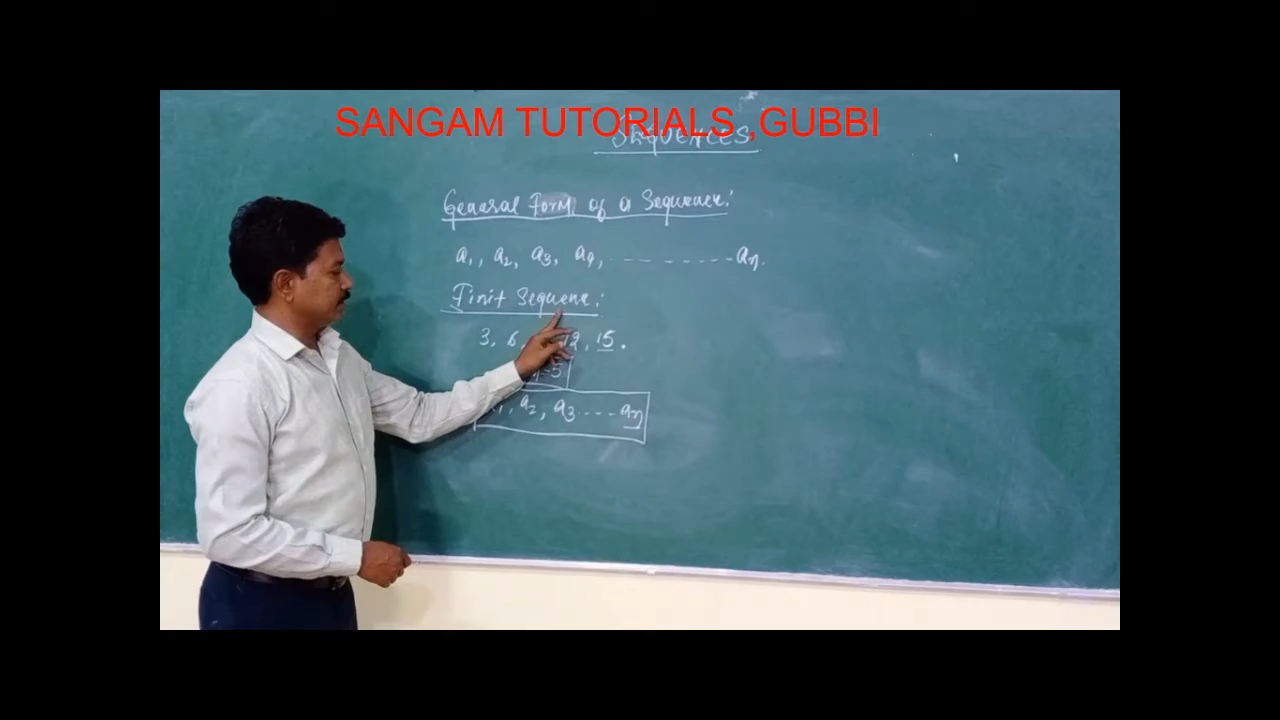 SANGAM TUTORIALS, GUBBI
SEQUENCES
General Form of a Sequence:
a₁, a₂, a₃, a₄, ---------- aₙ.
Finit Sequence:
3, 6, 12, 15.
=5
a₂, a₃ ---- aₙ